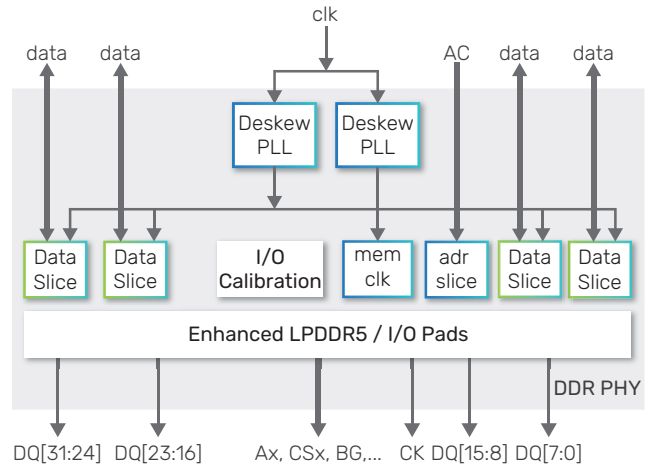 clk
data
data
AC
data
data
Deskew
PLL
Deskew
PLL
Data
Slice
Data
Slice
I/O
Calibration
mem
clk
adr
slice
Data
Slice
Data
Slice
Enhanced LPDDR5 / I/O Pads
DDR PHY
DQ[31:24]
DQ[23:16]
Ax, CSx, BG,...
CK
DQ[15:8]
DQ[7:0]